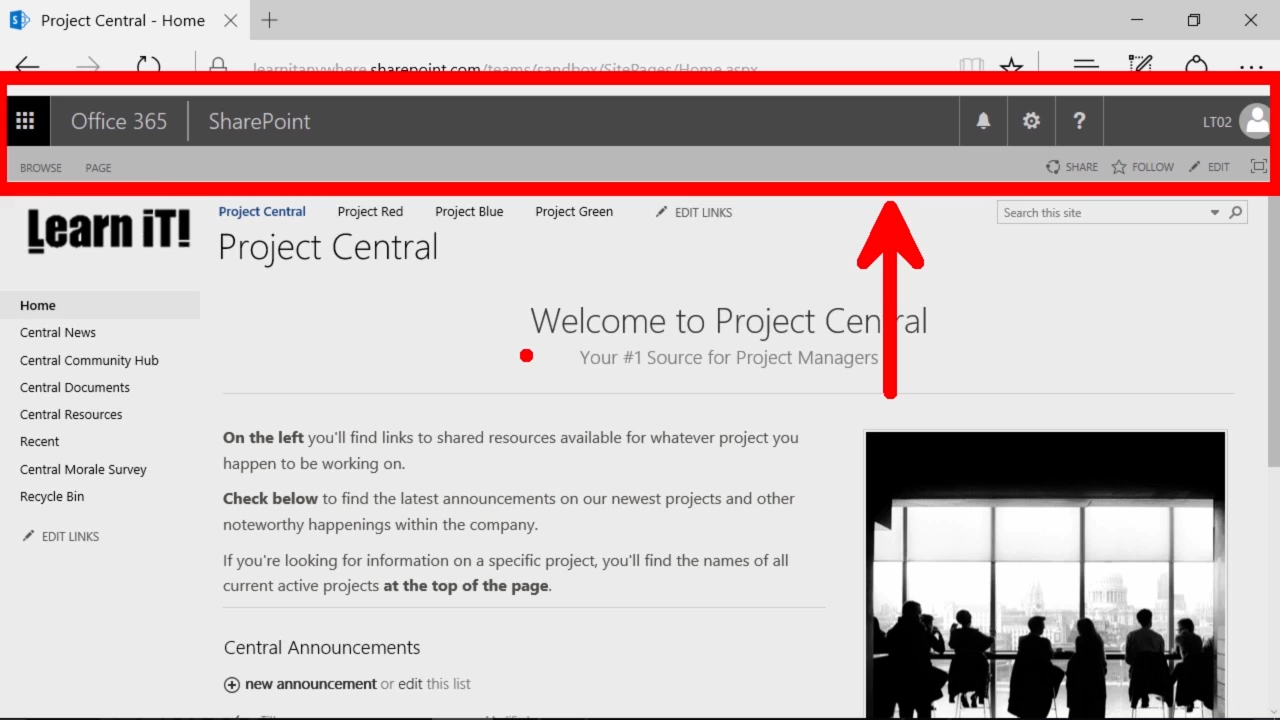 Project Central - Home
learnitanywhere.sharepoint.com/teams/sandbox/SitePages/Home.aspx
Office 365 SharePoint ? LT02
BROWSE PAGE SHARE FOLLOW EDIT
Learn iT!
Project Central Project Red Project Blue Project Green EDIT LINKS
Search this site
Project Central
Home
Central News
Central Community Hub
Central Documents
Central Resources
Recent
Central Morale Survey
Recycle Bin
EDIT LINKS
Welcome to Project Central
Your #1 Source for Project Managers
On the left you'll find links to shared resources available for whatever project you
happen to be working on.
Check below to find the latest announcements on our newest projects and other
noteworthy happenings within the company.
If you're looking for information on a specific project, you'll find the names of all
current active projects at the top of the page.
Central Announcements
new announcement or edit this list